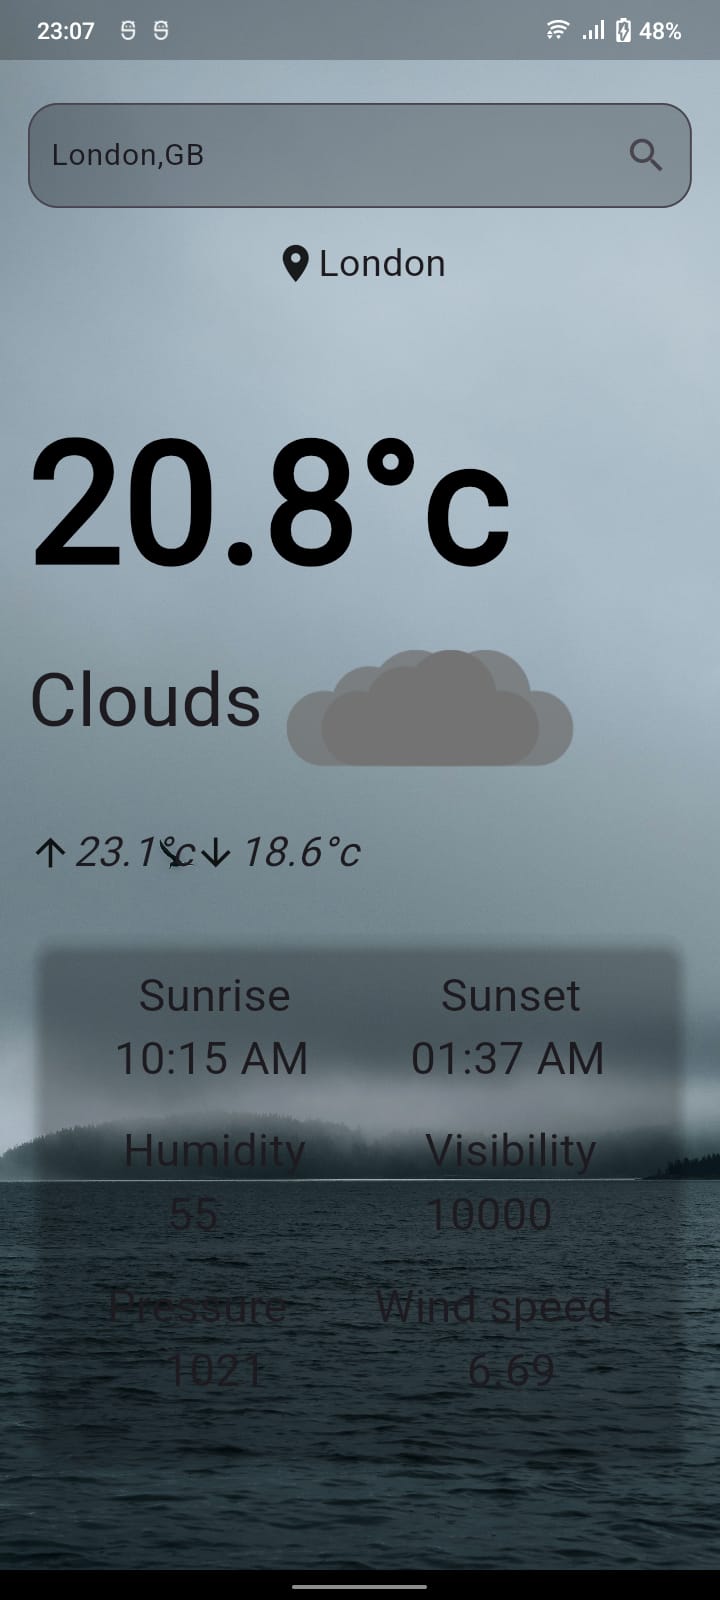 23:07 48%
London,GB
London
20.8°c
Clouds
↑ 23.1°c ↓ 18.6°c
Sunrise Sunset
10:15 AM 01:37 AM
Humidity Visibility
55 10000
Pressure Wind speed
1021 6.69